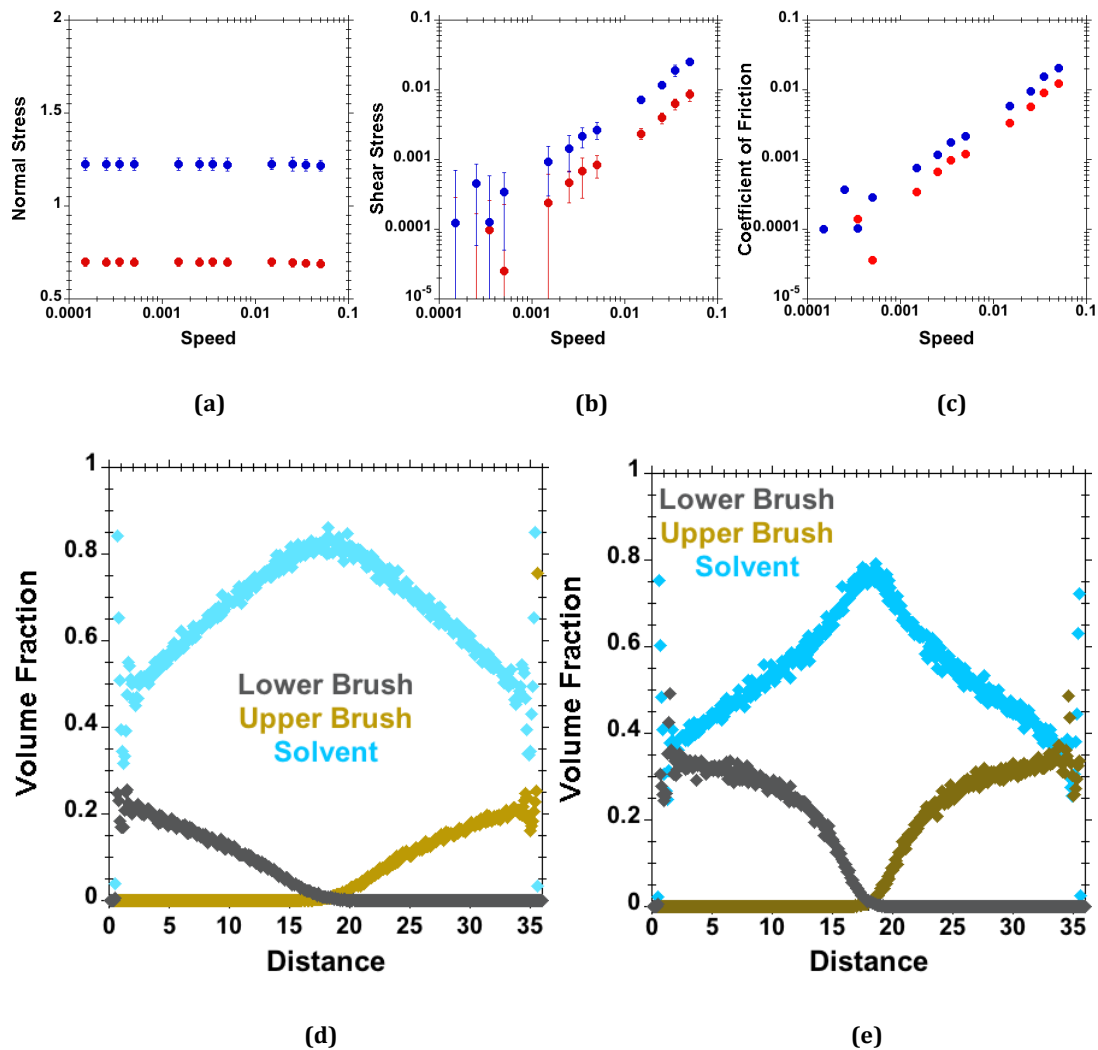 2
1.5
1
0.5
0.0001
0.001
0.01
0.1
Normal Stress
Speed
(a)
0.1
0.01
0.001
0.0001
10-5
0.0001
0.001
0.01
0.1
Shear Stress
Speed
(b)
0.1
0.01
0.001
0.0001
10-5
0.0001
0.001
0.01
0.1
Coefficient of Friction
Speed
(c)
1
0.8
0.6
0.4
0.2
0
0
5
10
15
20
25
30
35
Volume Fraction
Lower Brush
Upper Brush
Solvent
Distance
(d)
1
0.8
0.6
0.4
0.2
0
0
5
10
15
20
25
30
35
Volume Fraction
Lower Brush
Upper Brush
Solvent
Distance
(e)